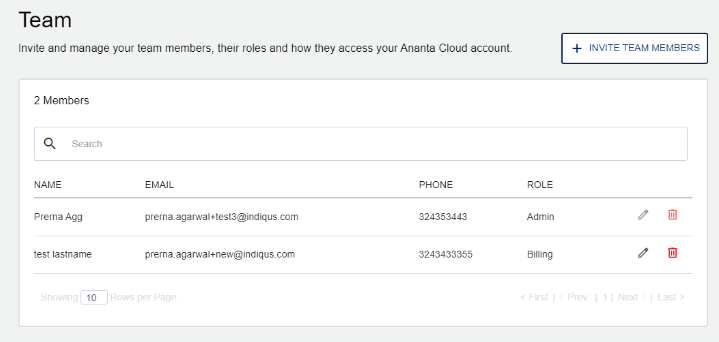 Team
Invite and manage your team members, their roles and how they access your Ananta Cloud account.
+ INVITE TEAM MEMBERS
2 Members
Search
NAME EMAIL PHONE ROLE
Prerna Agg prerna.agarwal+test3@indiqus.com 324353443 Admin
test lastname prerna.agarwal+new@indiqus.com 3243433355 Billing
Showing 10 Rows per Page < First | < Prev | 1 | Next > | Last >